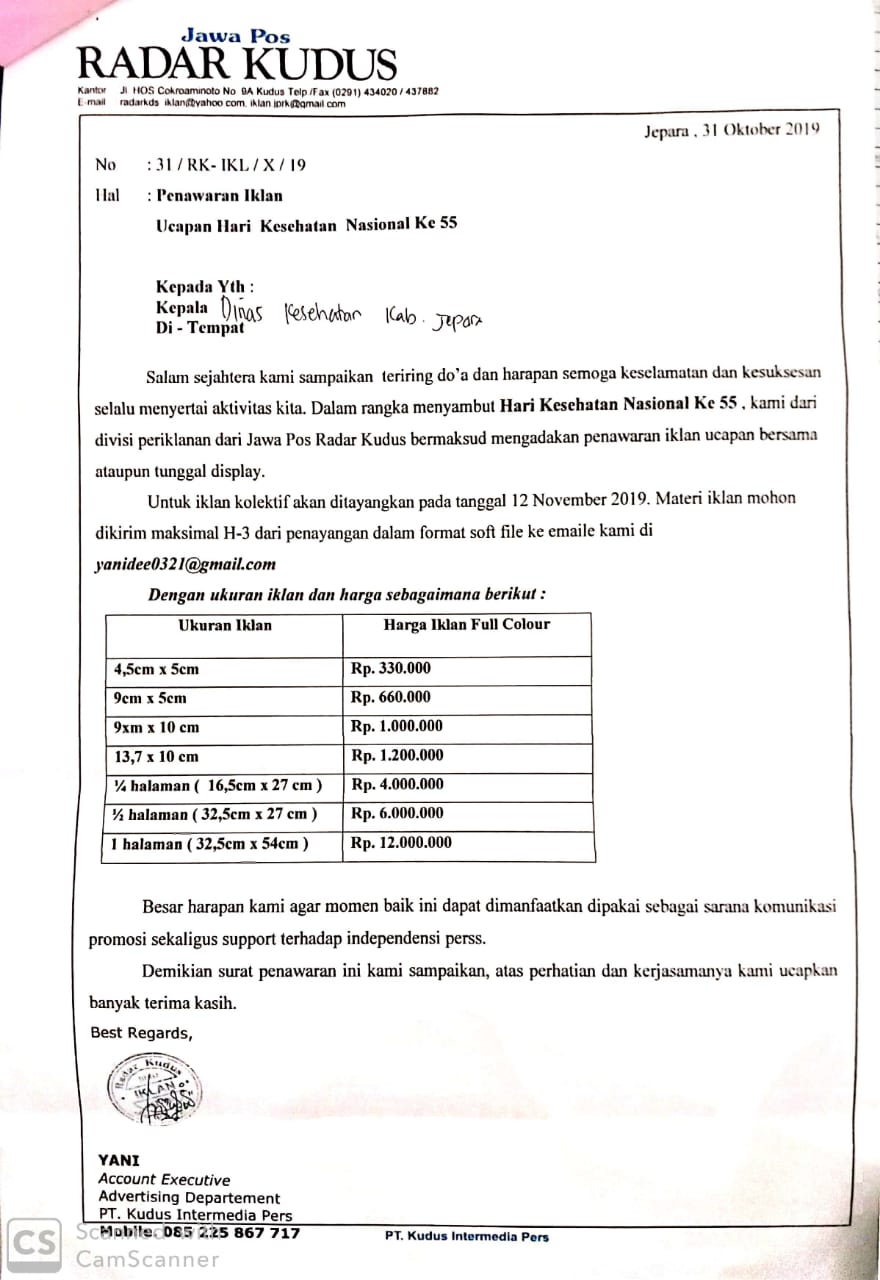 Jawa Pos
RADAR KUDUS
Kantor Jl HOS Cokroaminoto No 9A Kudus Telp /Fax (0291) 434020 / 437882
E-mail radarkds iklan@yahoo com, iklan jprk@gmail com
Jepara , 31 Oktober 2019
No : 31 / RK- IKL / X / 19
Hal : Penawaran Iklan
Ucapan Hari Kesehatan Nasional Ke 55
Kepada Yth :
Kepala Dinas Kesehatan Kab. Jepara
Di - Tempat
Salam sejahtera kami sampaikan teriring do'a dan harapan semoga keselamatan dan kesuksesan
selalu menyertai aktivitas kita. Dalam rangka menyambut Hari Kesehatan Nasional Ke 55 , kami dari
divisi periklanan dari Jawa Pos Radar Kudus bermaksud mengadakan penawaran iklan ucapan bersama
ataupun tunggal display.
Untuk iklan kolektif akan ditayangkan pada tanggal 12 November 2019. Materi iklan mohon
dikirim maksimal H-3 dari penayangan dalam format soft file ke emaile kami di
yanidee0321@gmail.com
Dengan ukuran iklan dan harga sebagaimana berikut :
Ukuran Iklan Harga Iklan Full Colour
4,5cm x 5cm Rp. 330.000
9cm x 5cm Rp. 660.000
9xm x 10 cm Rp. 1.000.000
13,7 x 10 cm Rp. 1.200.000
¼ halaman ( 16,5cm x 27 cm ) Rp. 4.000.000
½ halaman ( 32,5cm x 27 cm ) Rp. 6.000.000
1 halaman ( 32,5cm x 54cm ) Rp. 12.000.000
Besar harapan kami agar momen baik ini dapat dimanfaatkan dipakai sebagai sarana komunikasi
promosi sekaligus support terhadap independensi perss.
Demikian surat penawaran ini kami sampaikan, atas perhatian dan kerjasamanya kami ucapkan
banyak terima kasih.
Best Regards,
Radar Kudus
IKLAN
YANI
Account Executive
Advertising Departement
PT. Kudus Intermedia Pers
Mobile. 085 225 867 717
PT. Kudus Intermedia Pers
CS Scanned with
CamScanner